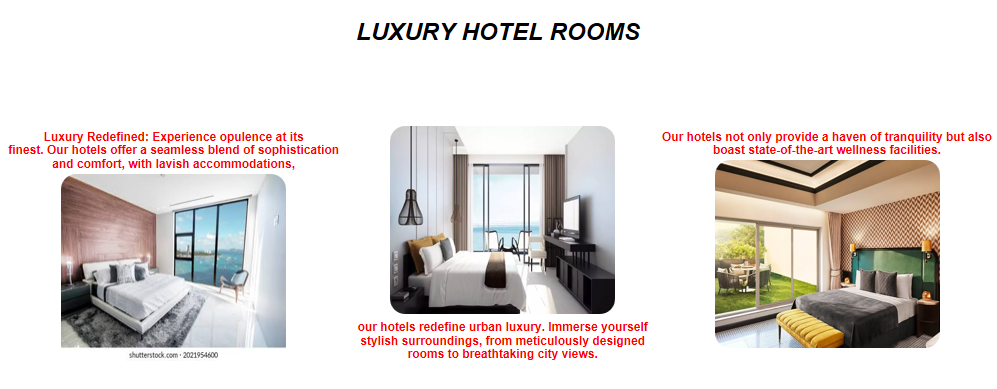 LUXURY HOTEL ROOMS
Luxury Redefined: Experience opulence at its
finest. Our hotels offer a seamless blend of sophistication
and comfort, with lavish accommodations,
shutterstock.com · 2021954600
our hotels redefine urban luxury. Immerse yourself
stylish surroundings, from meticulously designed
rooms to breathtaking city views.
Our hotels not only provide a haven of tranquility but also
boast state-of-the-art wellness facilities.